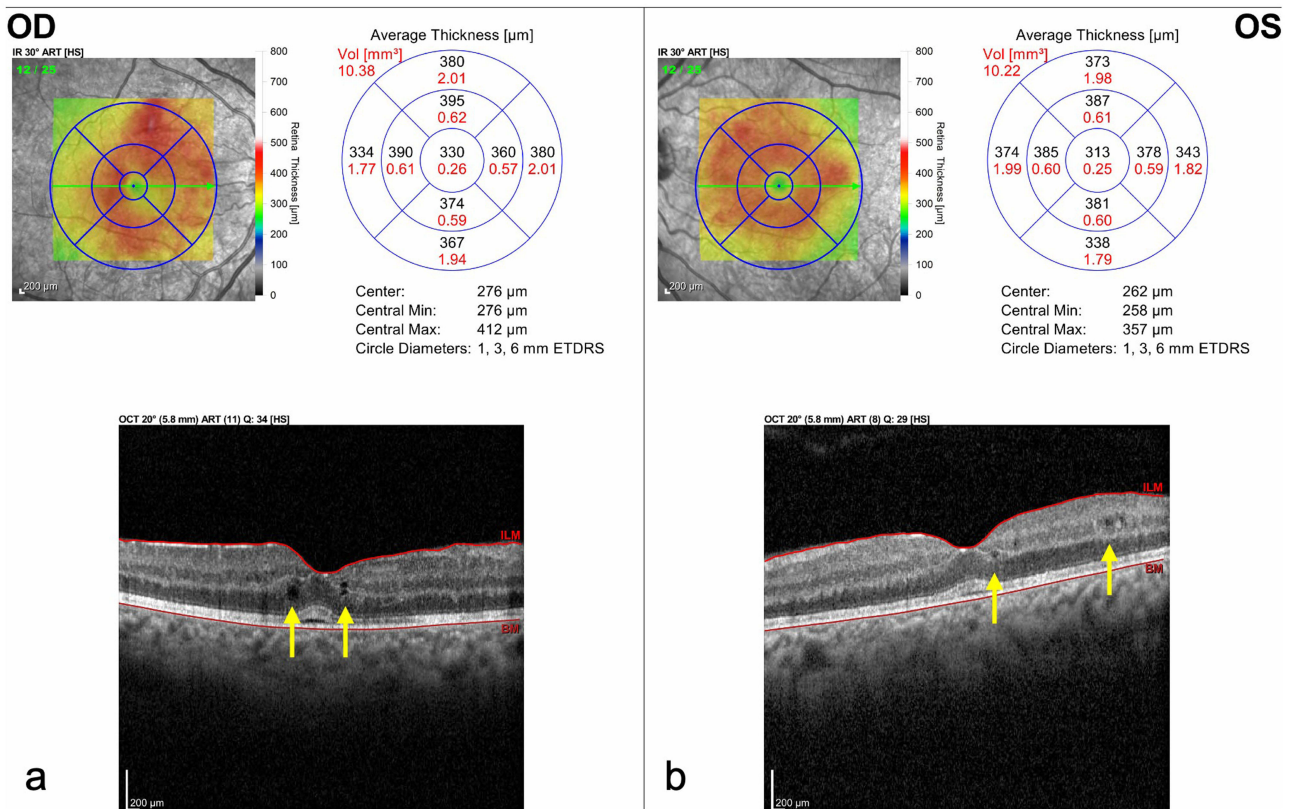 OD
IR 30° ART [HS]
12 / 25
200 µm
800
700
600
500
400
300
200
100
0
Retina Thickness [µm]
Average Thickness [µm]
Vol [mm³]
10.38
380
2.01
395
0.62
334 390 330 360 380
1.77 0.61 0.26 0.57 2.01
374
0.59
367
1.94
Center: 276 µm
Central Min: 276 µm
Central Max: 412 µm
Circle Diameters: 1, 3, 6 mm ETDRS
OCT 20° (5.8 mm) ART (11) Q: 34 [HS]
ILM
BM
200 µm
a
OS
IR 30° ART [HS]
12 / 25
200 µm
800
700
600
500
400
300
200
100
0
Retina Thickness [µm]
Average Thickness [µm]
Vol [mm³]
10.22
373
1.98
387
0.61
374 385 313 378 343
1.99 0.60 0.25 0.59 1.82
381
0.60
338
1.79
Center: 262 µm
Central Min: 258 µm
Central Max: 357 µm
Circle Diameters: 1, 3, 6 mm ETDRS
OCT 20° (5.8 mm) ART (8) Q: 29 [HS]
ILM
BM
200 µm
b